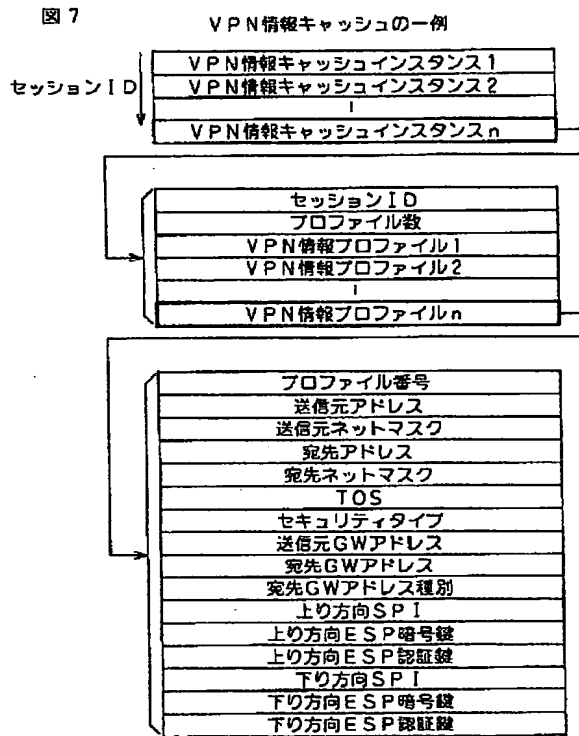 図7
VPN情報キャッシュの一例
セッションID
VPN情報キャッシュインスタンス1
VPN情報キャッシュインスタンス2
VPN情報キャッシュインスタンスn
セッションID
プロファイル数
VPN情報プロファイル1
VPN情報プロファイル2
VPN情報プロファイルn
プロファイル番号
送信元アドレス
送信元ネットマスク
宛先アドレス
宛先ネットマスク
TOS
セキュリティタイプ
送信元GWアドレス
宛先GWアドレス
宛先GWアドレス種別
上り方向SPI
上り方向ESP暗号鍵
上り方向ESP認証鍵
下り方向SPI
下り方向ESP暗号鍵
下り方向ESP認証鍵